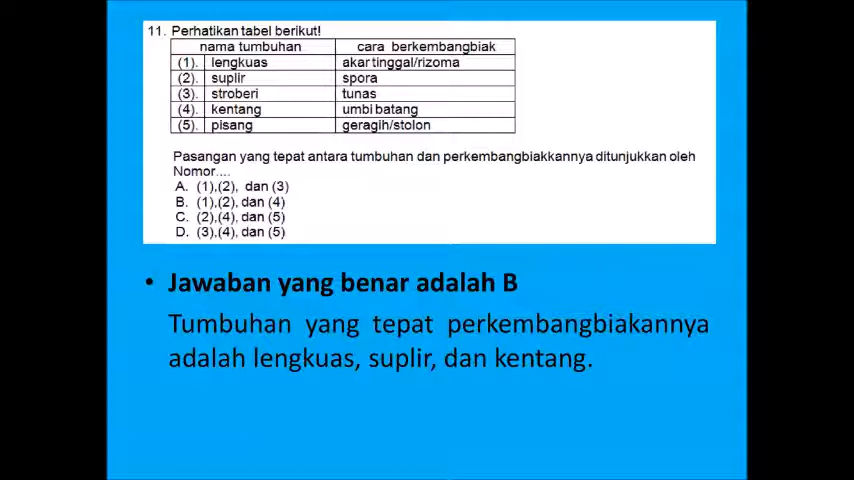 11. Perhatikan tabel berikut!
nama tumbuhan cara berkembangbiak
(1). lengkuas akar tinggal/rizoma
(2). suplir spora
(3). stroberi tunas
(4). kentang umbi batang
(5). pisang geragih/stolon
Pasangan yang tepat antara tumbuhan dan perkembangbiakkannya ditunjukkan oleh
Nomor....
A. (1),(2), dan (3)
B. (1),(2), dan (4)
C. (2),(4), dan (5)
D. (3),(4), dan (5)
• Jawaban yang benar adalah B
Tumbuhan yang tepat perkembangbiakannya
adalah lengkuas, suplir, dan kentang.